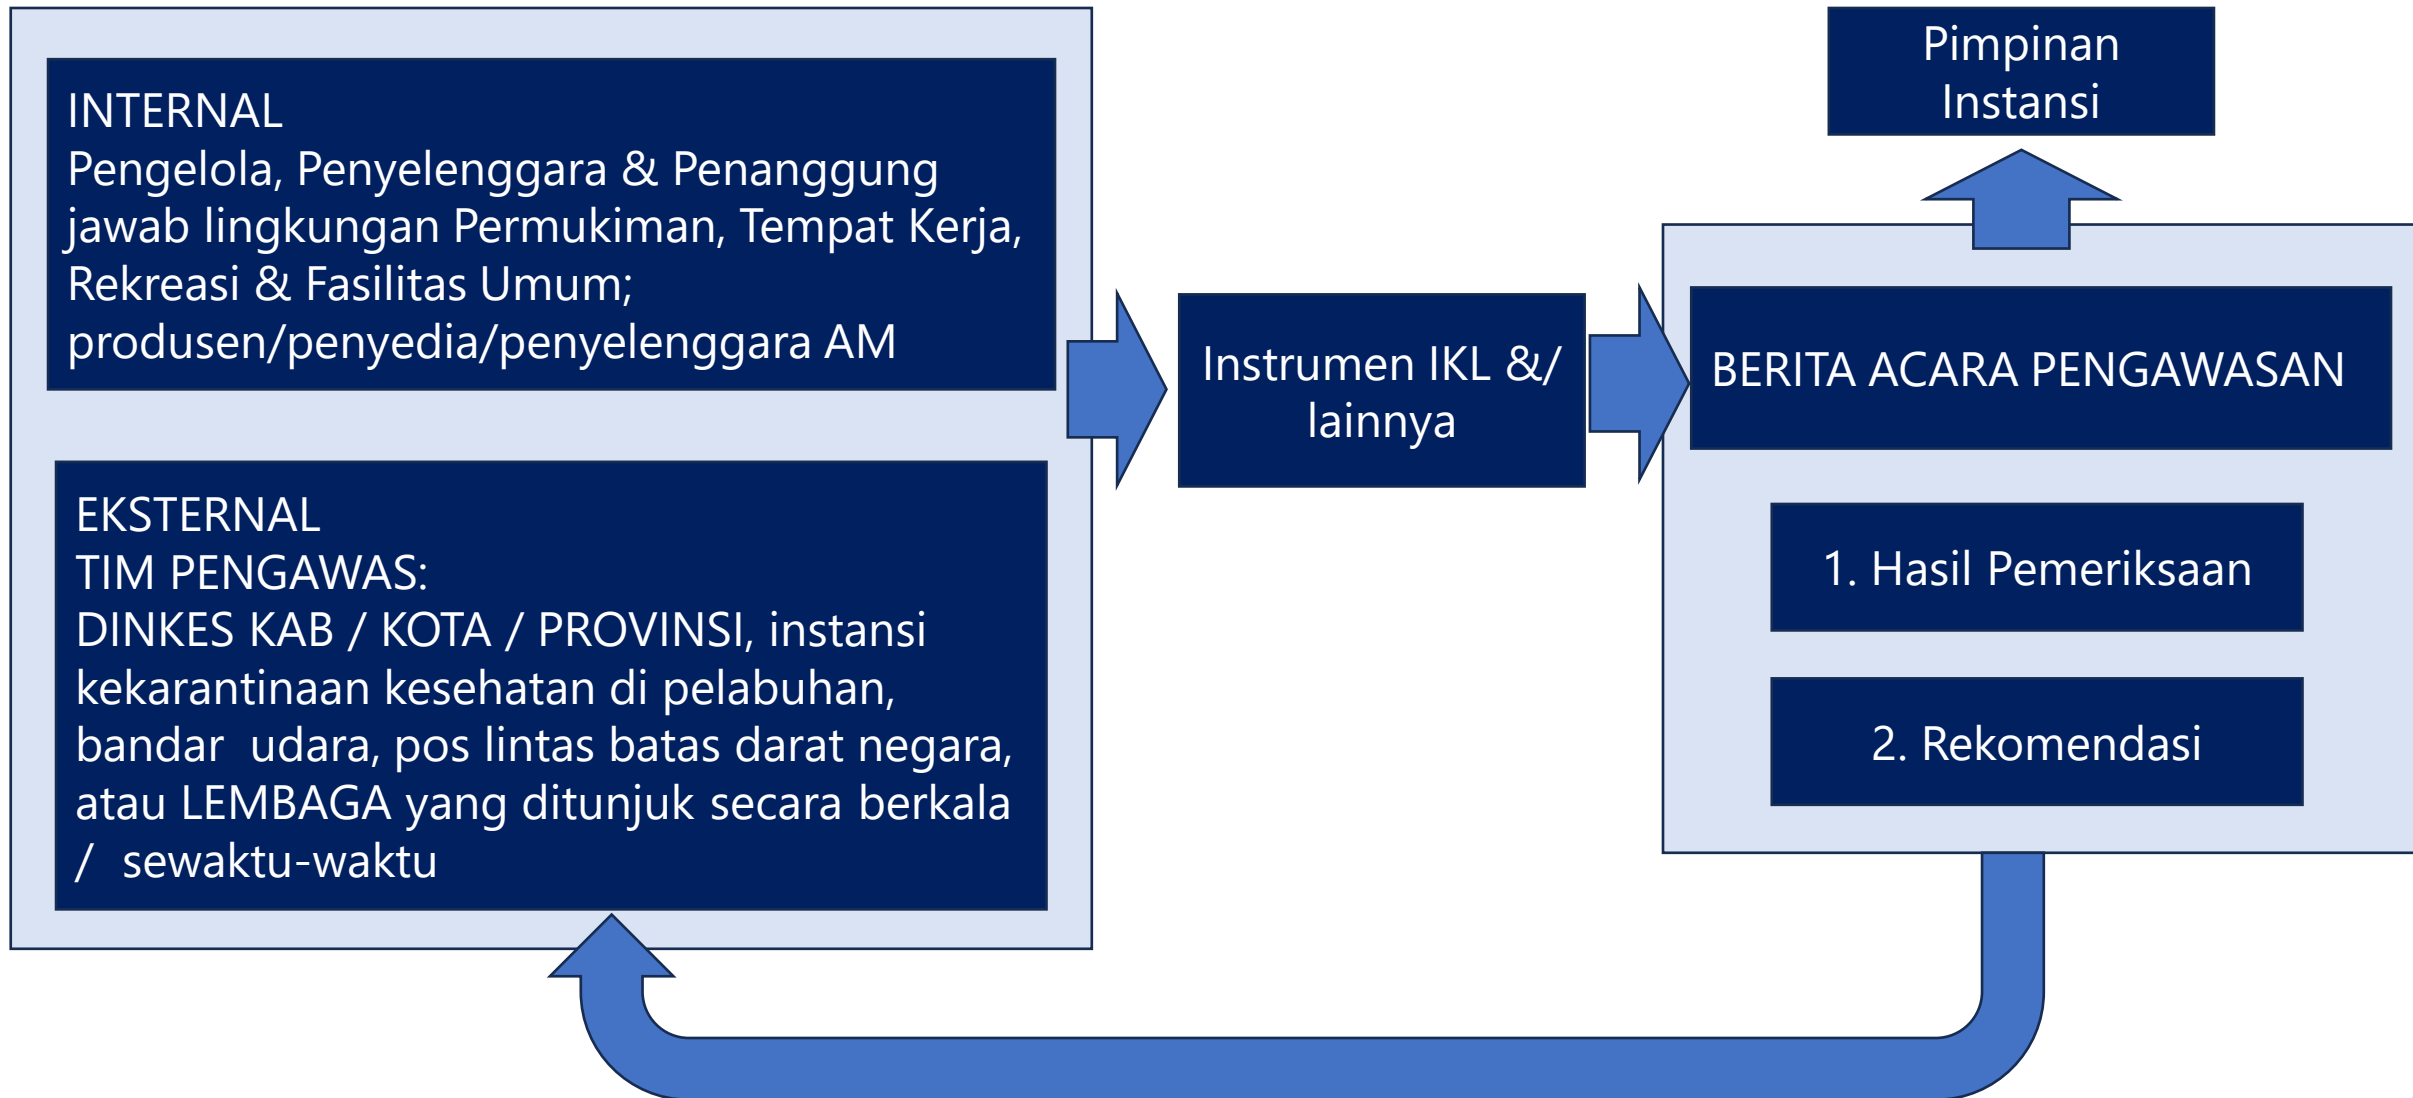 INTERNAL
Pengelola, Penyelenggara & Penanggung
jawab lingkungan Permukiman, Tempat Kerja,
Rekreasi & Fasilitas Umum;
produsen/penyedia/penyelenggara AM
EKSTERNAL
TIM PENGAWAS:
DINKES KAB / KOTA / PROVINSI, instansi
kekarantinaan kesehatan di pelabuhan,
bandar  udara, pos lintas batas darat negara,
atau LEMBAGA yang ditunjuk secara berkala
/  sewaktu-waktu
Instrumen IKL &/
lainnya
Pimpinan
Instansi
BERITA ACARA PENGAWASAN
1. Hasil Pemeriksaan
2. Rekomendasi